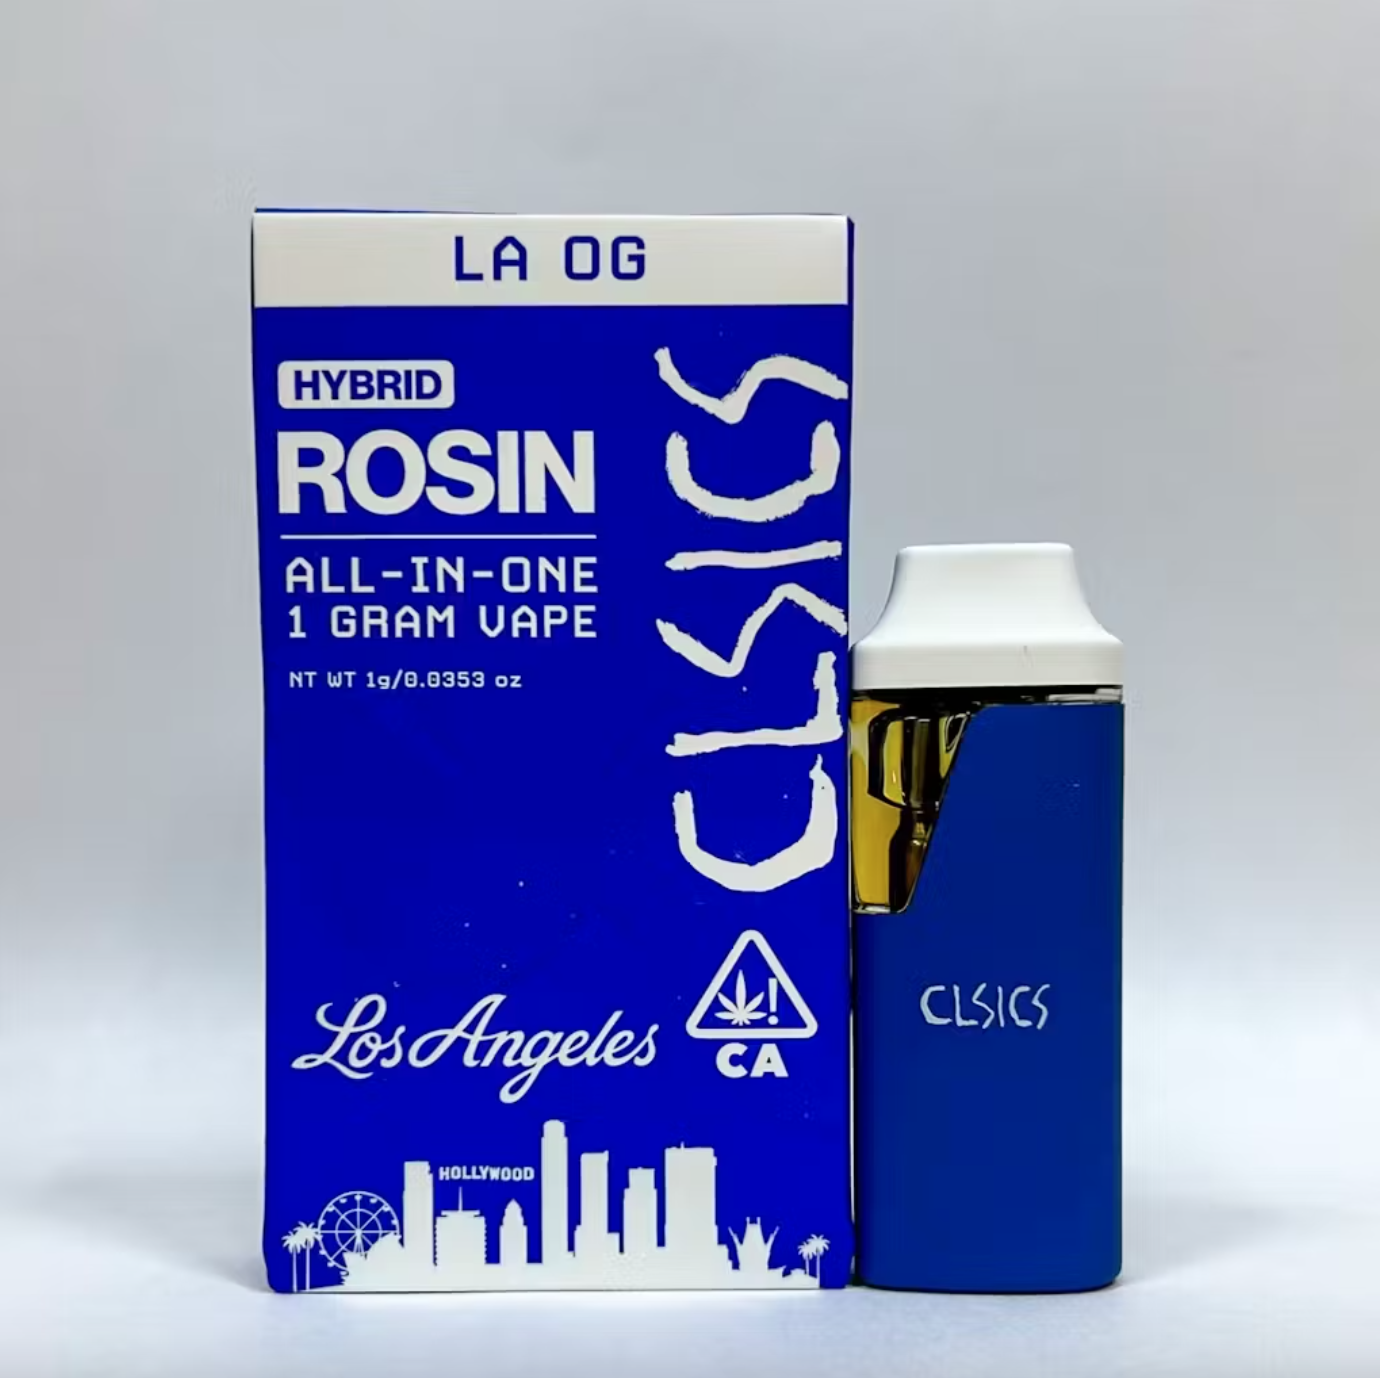 LA OG
HYBRID
ROSIN
ALL-IN-ONE
1 GRAM VAPE
NT WT 1g/0.0353 oz
CLSICS
Los Angeles
CA
HOLLYWOOD
CLSICS